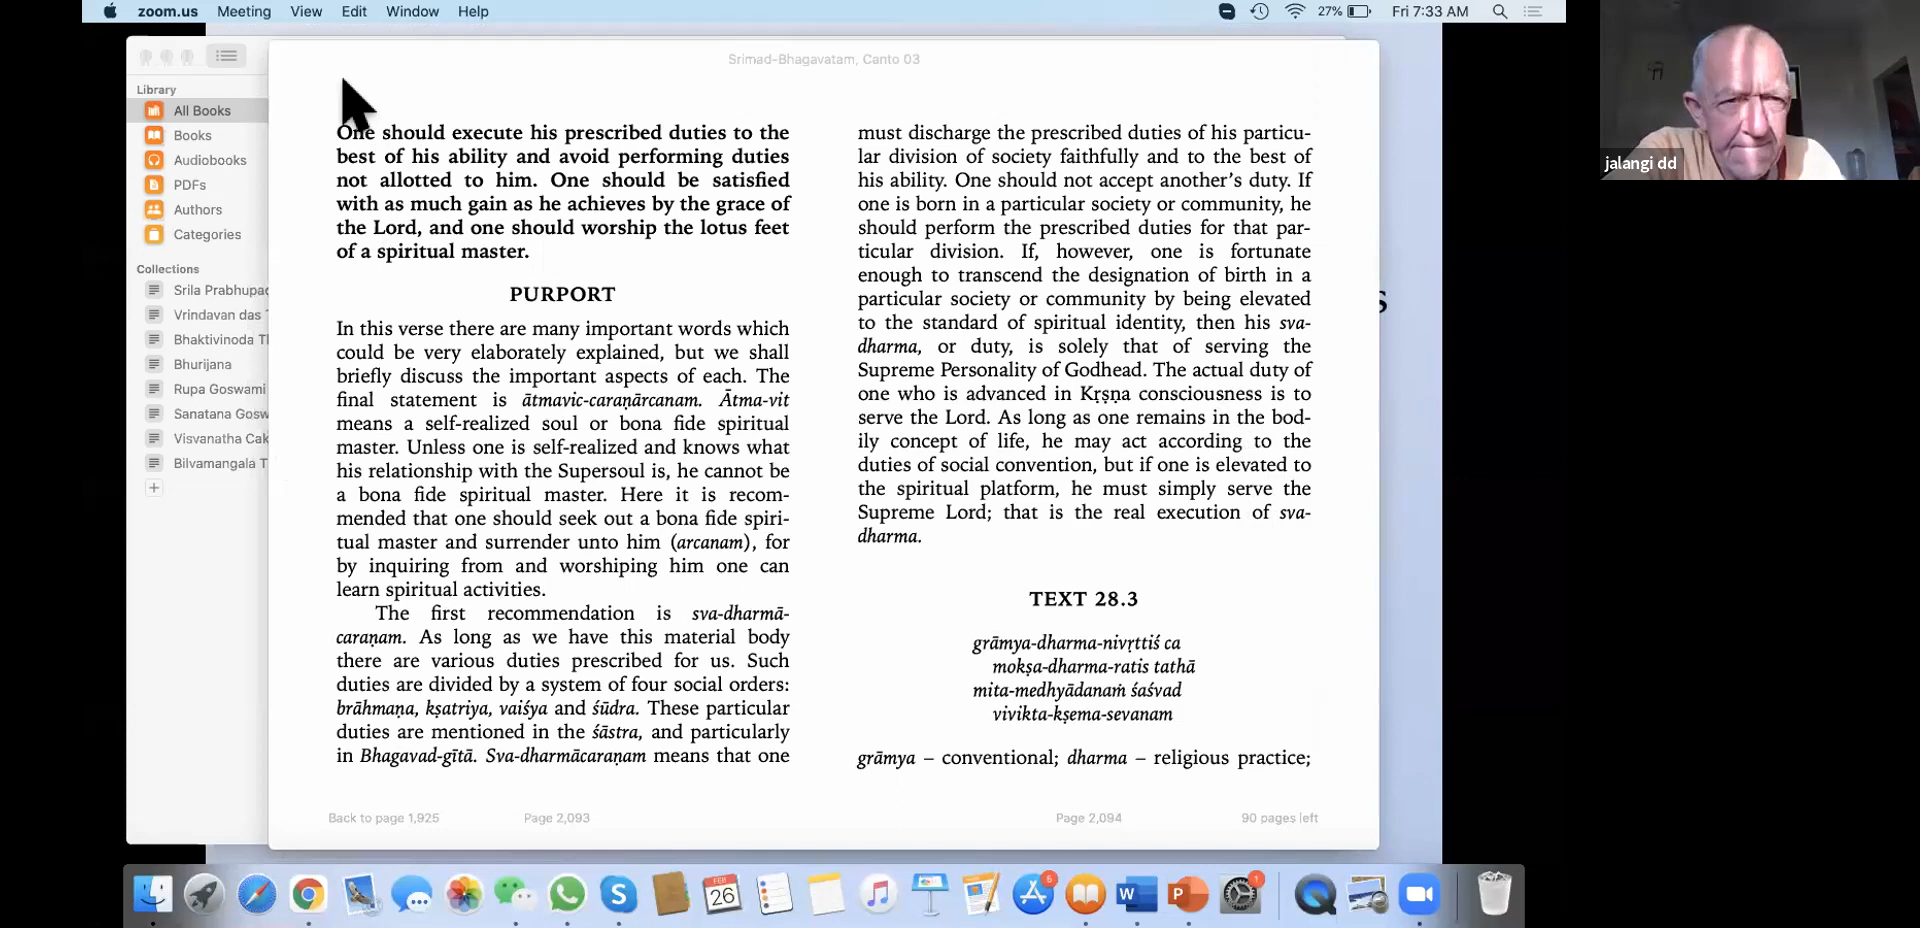 zoom.us Meeting View Edit Window Help
27% Fri 7:33 AM
Srimad-Bhagavatam, Canto 03
Library
All Books
Books
Audiobooks
PDFs
Authors
Categories
Collections
Srila Prabhupad
Vrindavan das
Bhaktivinoda Th
Bhurijana
Rupa Goswami
Sanatana Gosw
Visvanatha Cak
Bilvamangala T
One should execute his prescribed duties to the
best of his ability and avoid performing duties
not allotted to him. One should be satisfied
with as much gain as he achieves by the grace of
the Lord, and one should worship the lotus feet
of a spiritual master.
PURPORT
In this verse there are many important words which
could be very elaborately explained, but we shall
briefly discuss the important aspects of each. The
final statement is ātmavic-caraṇārcanam. Ātma-vit
means a self-realized soul or bona fide spiritual
master. Unless one is self-realized and knows what
his relationship with the Supersoul is, he cannot be
a bona fide spiritual master. Here it is recom-
mended that one should seek out a bona fide spiri-
tual master and surrender unto him (arcanam), for
by inquiring from and worshiping him one can
learn spiritual activities.
The first recommendation is sva-dharmā-
caraṇam. As long as we have this material body
there are various duties prescribed for us. Such
duties are divided by a system of four social orders:
brāhmaṇa, kṣatriya, vaiśya and śūdra. These particular
duties are mentioned in the śāstra, and particularly
in Bhagavad-gītā. Sva-dharmācaraṇam means that one
must discharge the prescribed duties of his particu-
lar division of society faithfully and to the best of
his ability. One should not accept another's duty. If
one is born in a particular society or community, he
should perform the prescribed duties for that par-
ticular division. If, however, one is fortunate
enough to transcend the designation of birth in a
particular society or community by being elevated
to the standard of spiritual identity, then his sva-
dharma, or duty, is solely that of serving the
Supreme Personality of Godhead. The actual duty of
one who is advanced in Kṛṣṇa consciousness is to
serve the Lord. As long as one remains in the bod-
ily concept of life, he may act according to the
duties of social convention, but if one is elevated to
the spiritual platform, he must simply serve the
Supreme Lord; that is the real execution of sva-
dharma.
TEXT 28.3
grāmya-dharma-nivṛttiś ca
mokṣa-dharma-ratis tathā
mita-medhyādanaṁ śaśvad
vivikta-kṣema-sevanam
grāmya – conventional; dharma – religious practice;
Back to page 1,925 Page 2,093 Page 2,094 90 pages left
s
jalangi dd
FEB
26
S
W
P
6
1